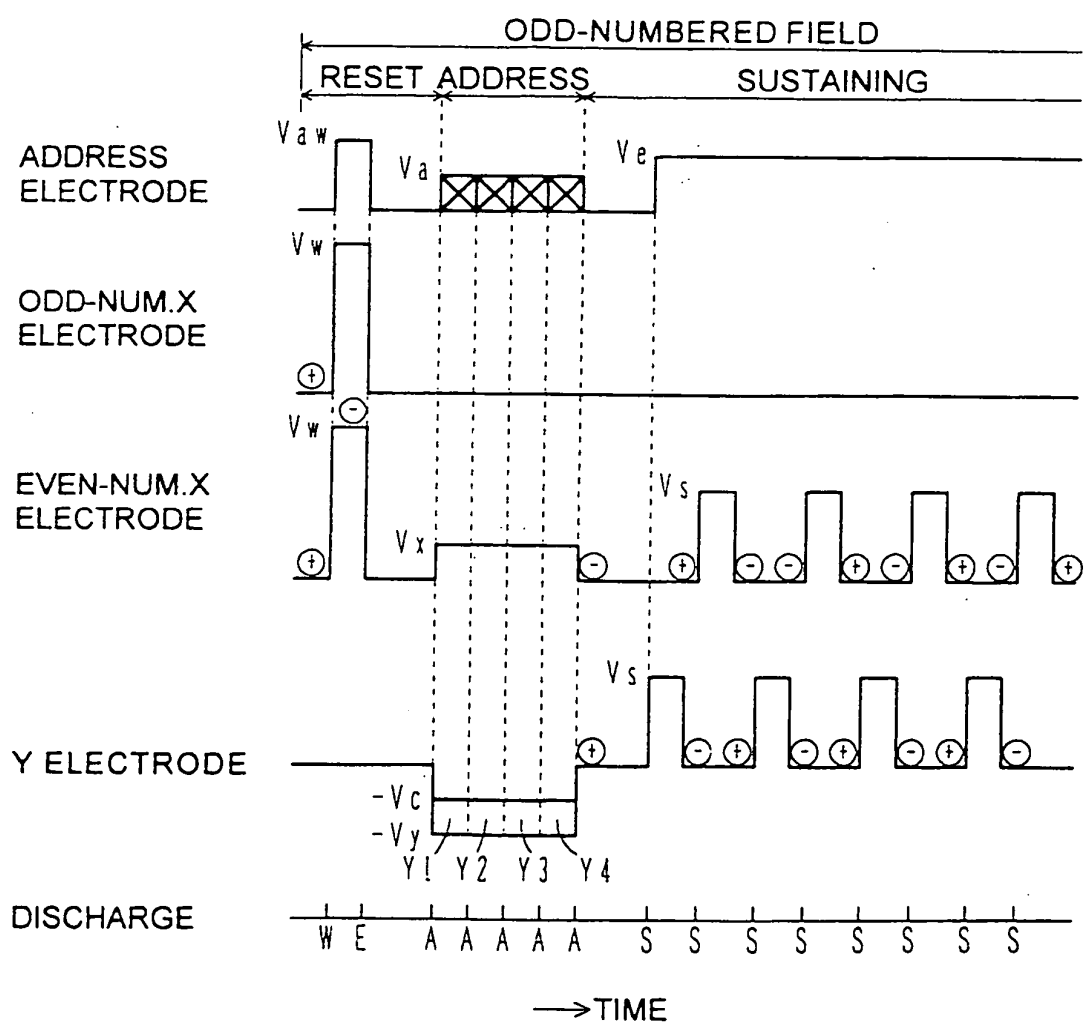 ODD-NUMBERED FIELD
RESET ADDRESS SUSTAINING
ADDRESS
ELECTRODE
Vaw
Va
Ve
ODD-NUM.X
ELECTRODE
Vw
+
-
EVEN-NUM.X
ELECTRODE
Vw
Vx
Vs
+ - + - - + - + - +
Y ELECTRODE
Vs
+ - + - + - + -
-Vc
-Vy
Y1 Y2 Y3 Y4
DISCHARGE
W E A A A A A S S S S S S S S
→TIME